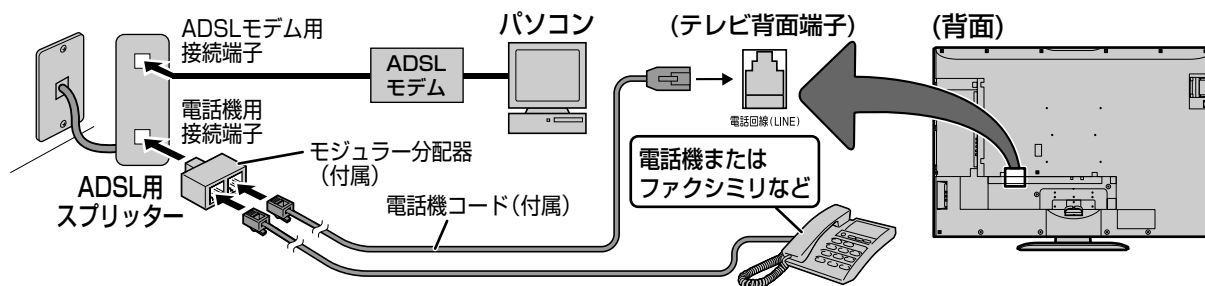 ADSLモデム用
接続端子
電話機用
接続端子
ADSL用
スプリッター
モジュラー分配器
(付属)
電話機コード(付属)
ADSL
モデム
パソコン
(テレビ背面端子)
電話回線(LINE)
電話機または
ファクシミリなど
(背面)